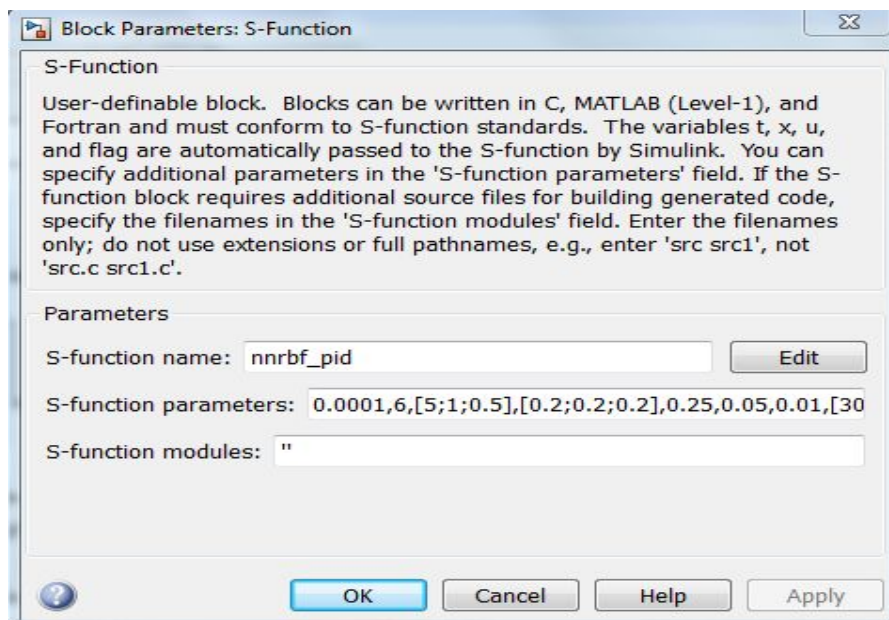 Block Parameters: S-Function
S-Function
User-definable block.  Blocks can be written in C, MATLAB (Level-1), and
Fortran and must conform to S-function standards.  The variables t, x, u,
and flag are automatically passed to the S-function by Simulink.  You can
specify additional parameters in the 'S-function parameters' field. If the S-
function block requires additional source files for building generated code,
specify the filenames in the 'S-function modules' field. Enter the filenames
only; do not use extensions or full pathnames, e.g., enter 'src src1', not
'src.c src1.c'.
Parameters
S-function name: nnrbf_pid Edit
S-function parameters: 0.0001,6,[5;1;0.5],[0.2;0.2;0.2],0.25,0.05,0.01,[30
S-function modules: ''
OK Cancel Help Apply